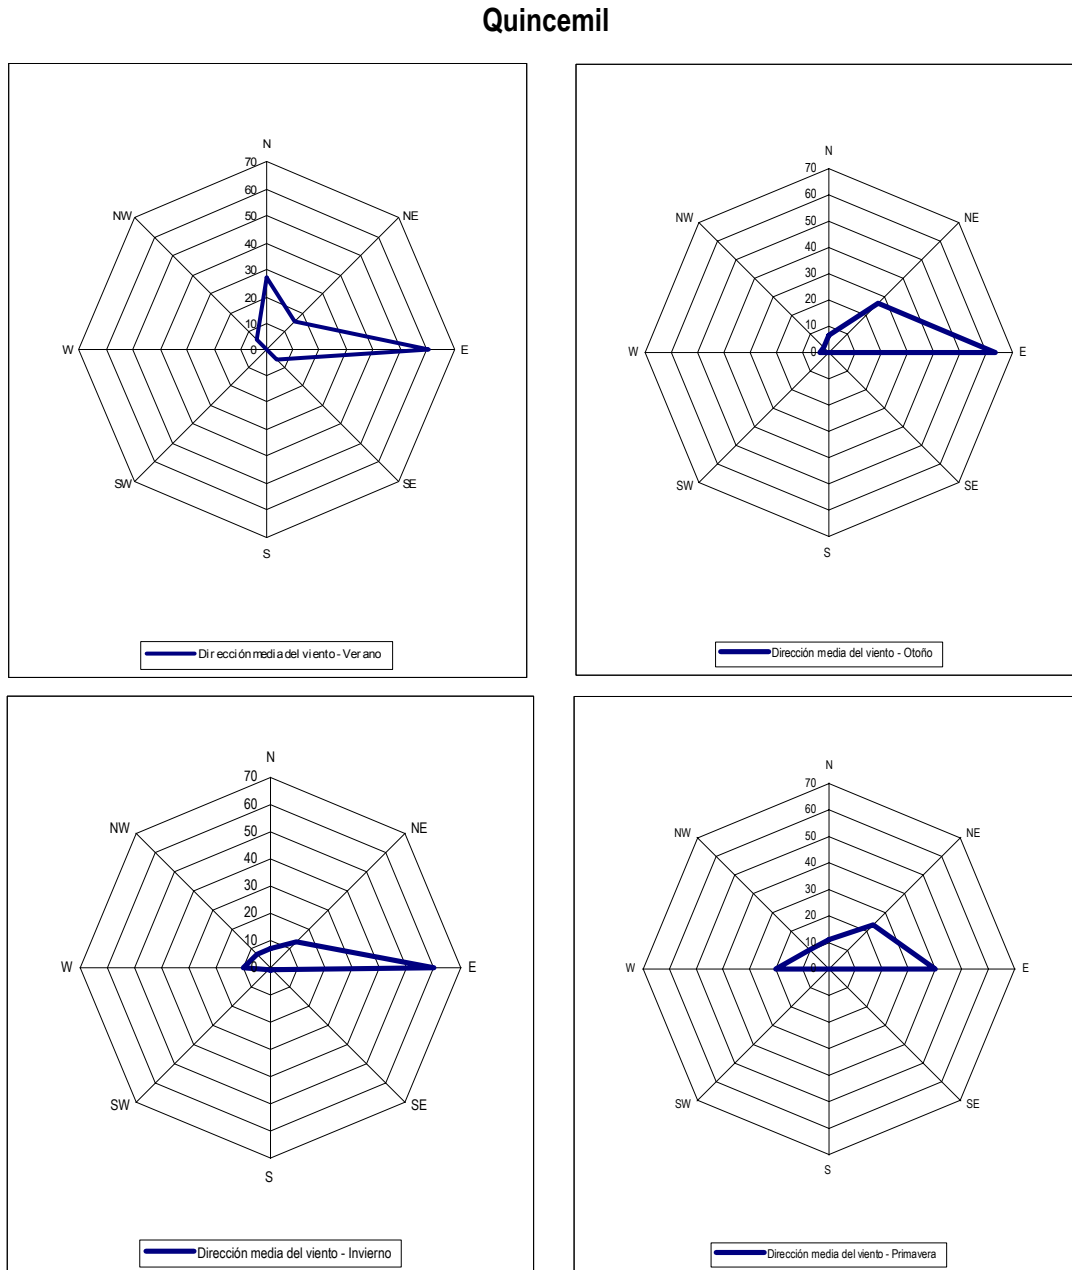 Quincemil
N
70
60
50
40
30
20
10
0
NW
NE
W
E
SW
SE
S
Dirección media del viento - Verano
N
70
60
50
40
30
20
10
0
NW
NE
W
E
SW
SE
S
Dirección media del viento - Otoño
N
70
60
50
40
30
20
10
0
NW
NE
W
E
SW
SE
S
Dirección media del viento - Invierno
N
70
60
50
40
30
20
10
0
NW
NE
W
E
SW
SE
S
Dirección media del viento - Primavera